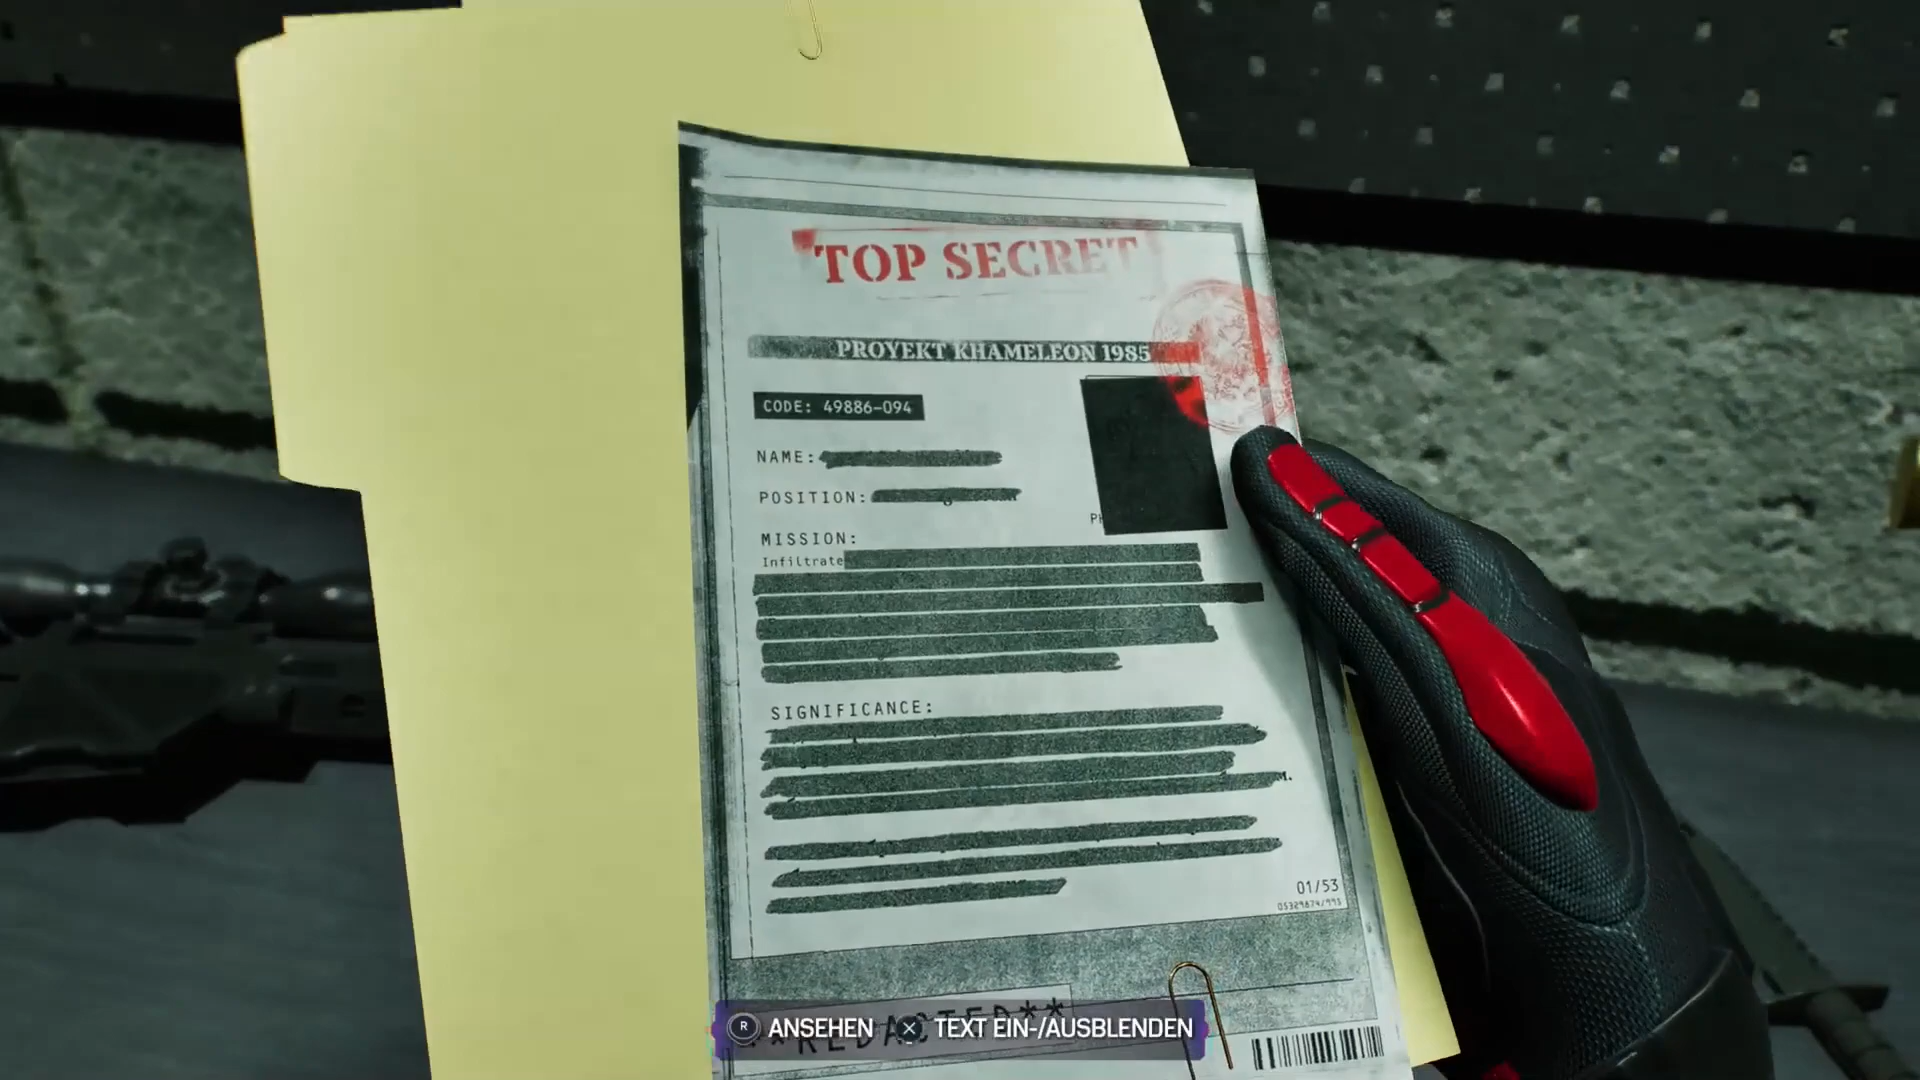 TOP SECRET
PROYEKT KHAMELEON 1985
CODE: 49886-094
NAME:
POSITION:
MISSION:
Infiltrate
SIGNIFICANCE:
01/53
**REDACTED**
R ANSEHEN X TEXT EIN-/AUSBLENDEN